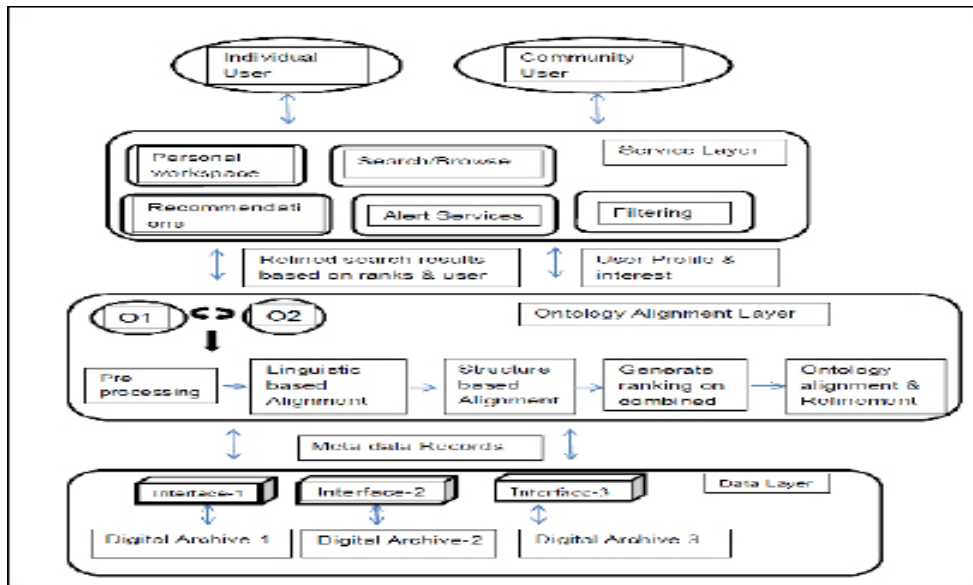 Individual
User
Community
User
Service Layer
Personal
workspace
Search/Browse
Recommendati
ons
Alert Services
Filtering
Refined search results
based on ranks & user
User Profile &
interest
O1
O2
Ontology Alignment Layer
Pre
processing
Linguistic
based
Alignment
Structure
based
Alignment
Generate
ranking on
combined
Ontology
alignment &
Refinement
Meta data Records
Data Layer
Interface-1
Interface-2
Interface-3
Digital Archive 1
Digital Archive-2
Digital Archive 3